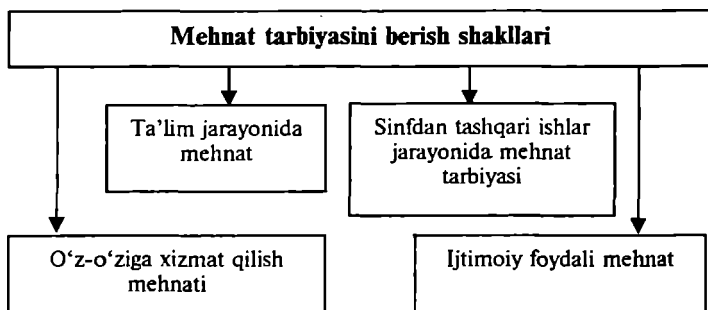 Mehnat tarbiyasini berish shakllari
Ta’lim jarayonida
mehnat
Sinfdan tashqari ishlar
jarayonida mehnat
tarbiyasi
O‘z-o‘ziga xizmat qilish
mehnati
Ijtimoiy foydali mehnat